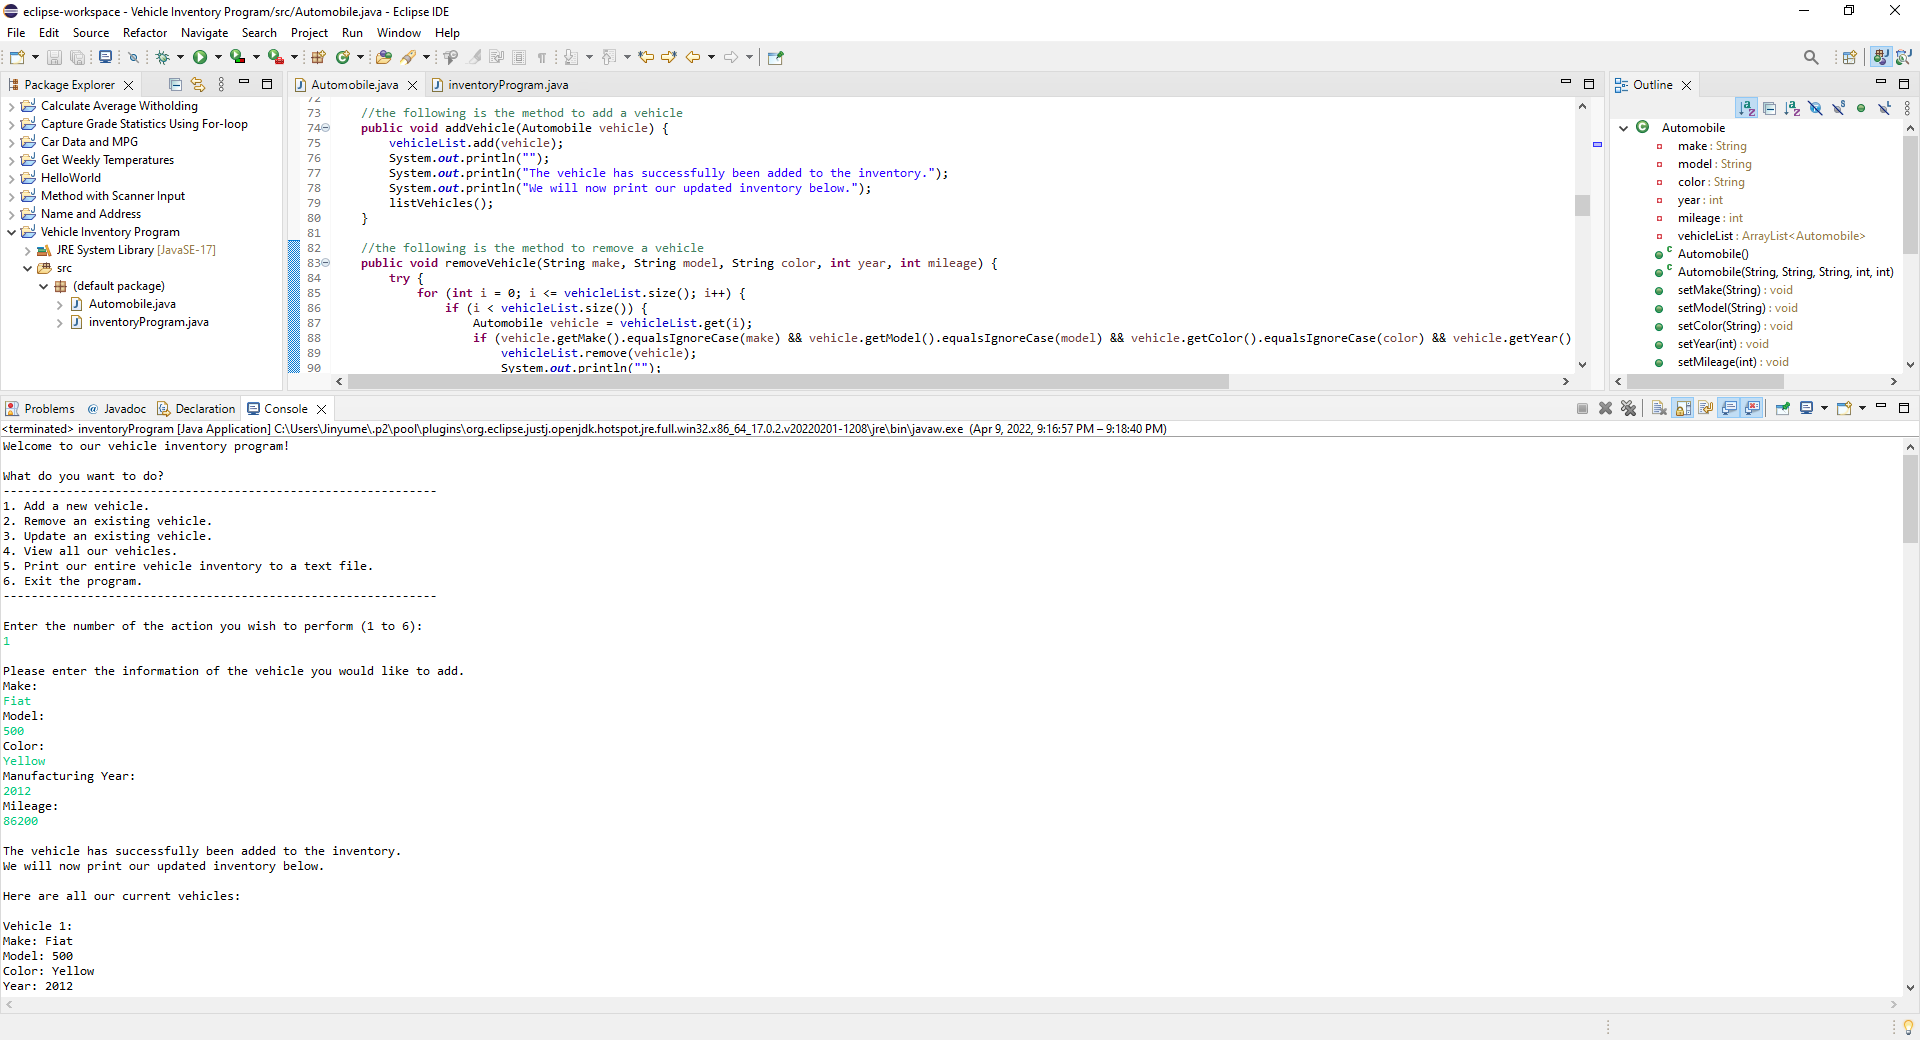 eclipse-workspace - Vehicle Inventory Program/src/Automobile.java - Eclipse IDE
File Edit Source Refactor Navigate Search Project Run Window Help
Package Explorer
Calculate Average Witholding
Capture Grade Statistics Using For-loop
Car Data and MPG
Get Weekly Temperatures
HelloWorld
Method with Scanner Input
Name and Address
Vehicle Inventory Program
JRE System Library [JavaSE-17]
src
(default package)
Automobile.java
inventoryProgram.java
Automobile.java inventoryProgram.java
72
73 //the following is the method to add a vehicle
74 public void addVehicle(Automobile vehicle) {
75 vehicleList.add(vehicle);
76 System.out.println("");
77 System.out.println("The vehicle has successfully been added to the inventory.");
78 System.out.println("We will now print our updated inventory below.");
79 listVehicles();
80 }
81
82 //the following is the method to remove a vehicle
83 public void removeVehicle(String make, String model, String color, int year, int mileage) {
84 try {
85 for (int i = 0; i <= vehicleList.size(); i++) {
86 if (i < vehicleList.size()) {
87 Automobile vehicle = vehicleList.get(i);
88 if (vehicle.getMake().equalsIgnoreCase(make) && vehicle.getModel().equalsIgnoreCase(model) && vehicle.getColor().equalsIgnoreCase(color) && vehicle.getYear()
89 vehicleList.remove(vehicle);
90 System.out.println("");
Outline
Automobile
make : String
model : String
color : String
year : int
mileage : int
vehicleList : ArrayList<Automobile>
Automobile()
Automobile(String, String, String, int, int)
setMake(String) : void
setModel(String) : void
setColor(String) : void
setYear(int) : void
setMileage(int) : void
Problems @ Javadoc Declaration Console
<terminated> inventoryProgram [Java Application] C:\Users\Jinyume\.p2\pool\plugins\org.eclipse.justj.openjdk.hotspot.jre.full.win32.x86_64_17.0.2.v20220201-1208\jre\bin\javaw.exe (Apr 9, 2022, 9:16:57 PM – 9:18:40 PM)
Welcome to our vehicle inventory program!
What do you want to do?
--------------------------------------------------------------
1. Add a new vehicle.
2. Remove an existing vehicle.
3. Update an existing vehicle.
4. View all our vehicles.
5. Print our entire vehicle inventory to a text file.
6. Exit the program.
--------------------------------------------------------------
Enter the number of the action you wish to perform (1 to 6):
1
Please enter the information of the vehicle you would like to add.
Make:
Fiat
Model:
500
Color:
Yellow
Manufacturing Year:
2012
Mileage:
86200
The vehicle has successfully been added to the inventory.
We will now print our updated inventory below.
Here are all our current vehicles:
Vehicle 1:
Make: Fiat
Model: 500
Color: Yellow
Year: 2012